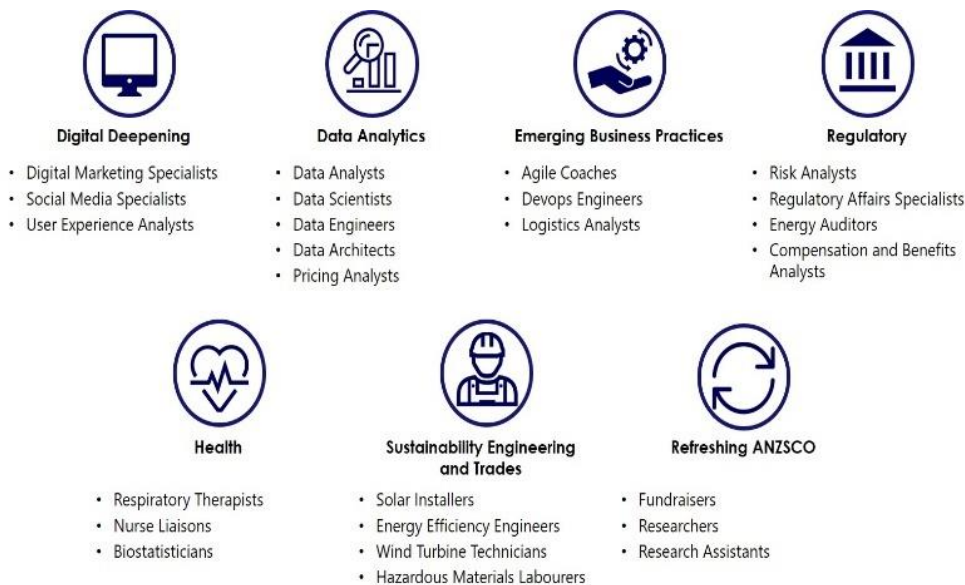 Digital Deepening
• Digital Marketing Specialists
• Social Media Specialists
• User Experience Analysts
Data Analytics
▪ Data Analysts
▪ Data Scientists
▪ Data Engineers
▪ Data Architects
▪ Pricing Analysts
Emerging Business Practices
• Agile Coaches
• Devops Engineers
• Logistics Analysts
Regulatory
• Risk Analysts
• Regulatory Affairs Specialists
• Energy Auditors
• Compensation and Benefits
Analysts
Health
• Respiratory Therapists
• Nurse Liaisons
• Biostatisticians
Sustainability Engineering
and Trades
• Solar Installers
• Energy Efficiency Engineers
• Wind Turbine Technicians
• Hazardous Materials Labourers
Refreshing ANZSCO
• Fundraisers
• Researchers
• Research Assistants